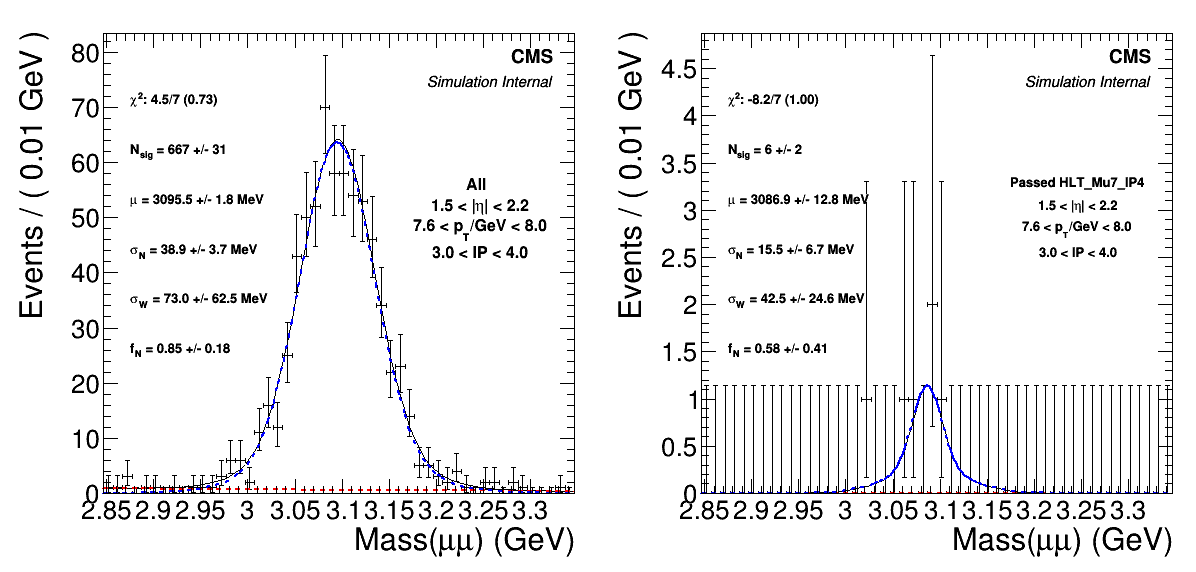 CMS
Simulation Internal
χ²: 4.5/7 (0.73)
N_sig = 667 +/- 31
μ = 3095.5 +/- 1.8 MeV
σ_N = 38.9 +/- 3.7 MeV
σ_W = 73.0 +/- 62.5 MeV
f_N = 0.85 +/- 0.18
All
1.5 < |η| < 2.2
7.6 < p_T/GeV < 8.0
3.0 < IP < 4.0
Events / ( 0.01 GeV )
80
70
60
50
40
30
20
10
0
2.85 2.9 2.95 3 3.05 3.1 3.15 3.2 3.25 3.3
Mass(μμ) (GeV)
CMS
Simulation Internal
χ²: -8.2/7 (1.00)
N_sig = 6 +/- 2
μ = 3086.9 +/- 12.8 MeV
σ_N = 15.5 +/- 6.7 MeV
σ_W = 42.5 +/- 24.6 MeV
f_N = 0.58 +/- 0.41
Passed HLT_Mu7_IP4
1.5 < |η| < 2.2
7.6 < p_T/GeV < 8.0
3.0 < IP < 4.0
Events / ( 0.01 GeV )
4.5
4
3.5
3
2.5
2
1.5
1
0.5
0
2.85 2.9 2.95 3 3.05 3.1 3.15 3.2 3.25 3.3
Mass(μμ) (GeV)